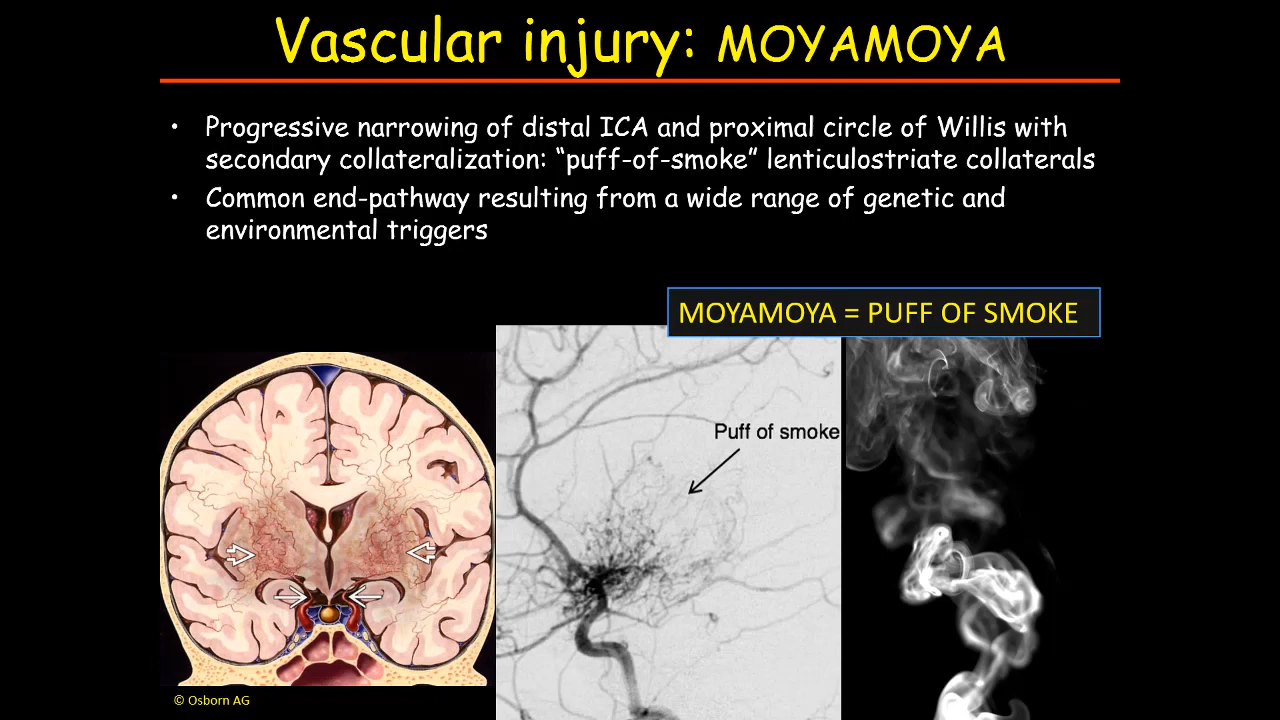 Vascular injury: MOYAMOYA
• Progressive narrowing of distal ICA and proximal circle of Willis with
secondary collateralization: “puff-of-smoke” lenticulostriate collaterals
• Common end-pathway resulting from a wide range of genetic and
environmental triggers
MOYAMOYA = PUFF OF SMOKE
Puff of smoke
© Osborn AG